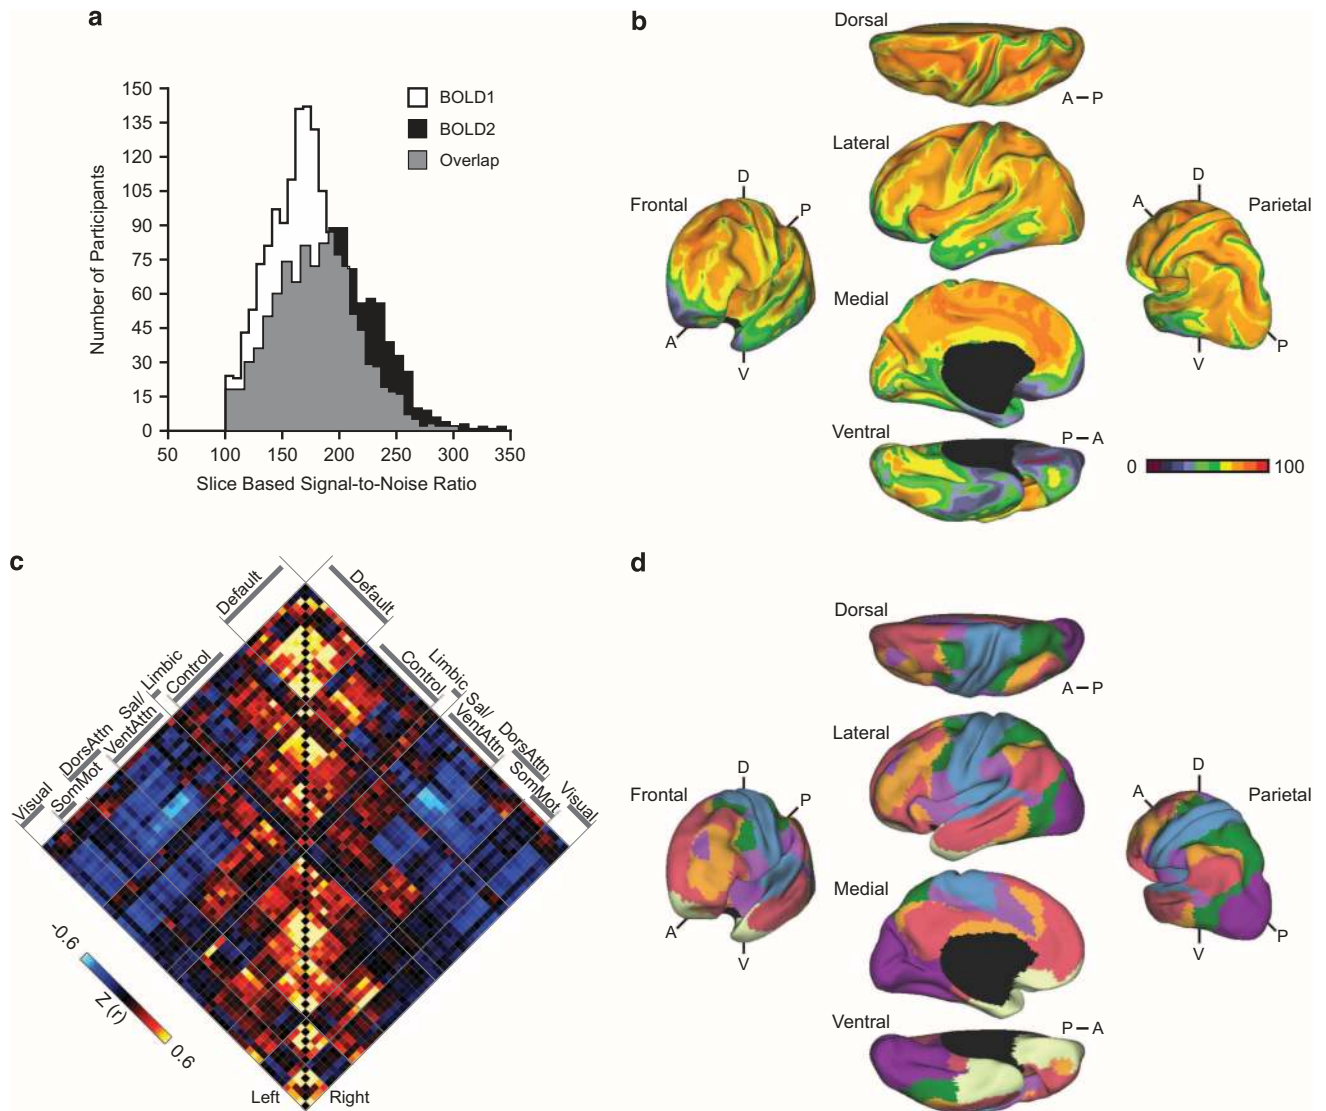 a
150
135
120
105
90
75
60
45
30
15
0
Number of Participants
50 100 150 200 250 300 350
Slice Based Signal-to-Noise Ratio
BOLD1
BOLD2
Overlap
b
Dorsal
A – P
Lateral
Frontal
D
P
A
V
Medial
Ventral
P – A
D
A
Parietal
P
V
0 100
c
Default
Control
Limbic
Sal/
VentAttn
DorsAttn
SomMot
Visual
Default
Control
Limbic
Sal/
VentAttn
DorsAttn
SomMot
Visual
-0.6
Z (r)
0.6
Left Right
d
Dorsal
A – P
Lateral
Frontal
D
P
A
V
Medial
Ventral
P – A
D
A
Parietal
P
V